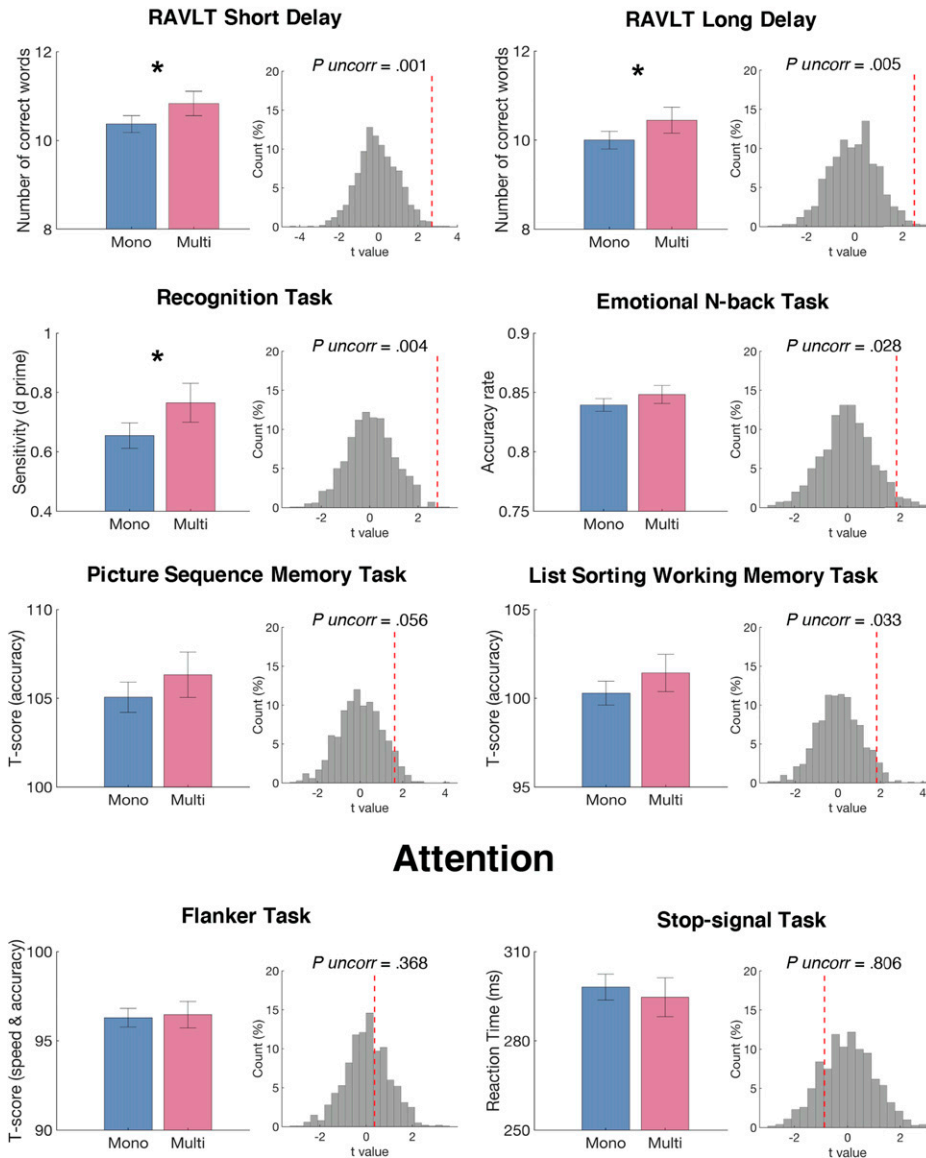 RAVLT Short Delay
Number of correct words
12
10
8
*
Mono
Multi
P uncorr = .001
Count (%)
20
15
10
5
0
-4
-2
0
2
4
t value
RAVLT Long Delay
Number of correct words
12
10
8
*
Mono
Multi
P uncorr = .005
Count (%)
20
15
10
5
0
-2
0
2
t value
Recognition Task
Sensitivity (d prime)
1
0.8
0.6
0.4
*
Mono
Multi
P uncorr = .004
Count (%)
20
15
10
5
0
-2
0
2
t value
Emotional N-back Task
Accuracy rate
0.9
0.85
0.8
0.75
Mono
Multi
P uncorr = .028
Count (%)
20
15
10
5
0
-2
0
2
t value
Picture Sequence Memory Task
T-score (accuracy)
110
105
100
Mono
Multi
P uncorr = .056
Count (%)
20
15
10
5
0
-2
0
2
4
t value
List Sorting Working Memory Task
T-score (accuracy)
105
100
95
Mono
Multi
P uncorr = .033
Count (%)
20
15
10
5
0
-2
0
2
4
t value
Attention
Flanker Task
T-score (speed & accuracy)
100
95
90
Mono
Multi
P uncorr = .368
Count (%)
20
15
10
5
0
-2
0
2
4
t value
Stop-signal Task
Reaction Time (ms)
310
280
250
Mono
Multi
P uncorr = .806
Count (%)
20
15
10
5
0
-2
0
2
t value